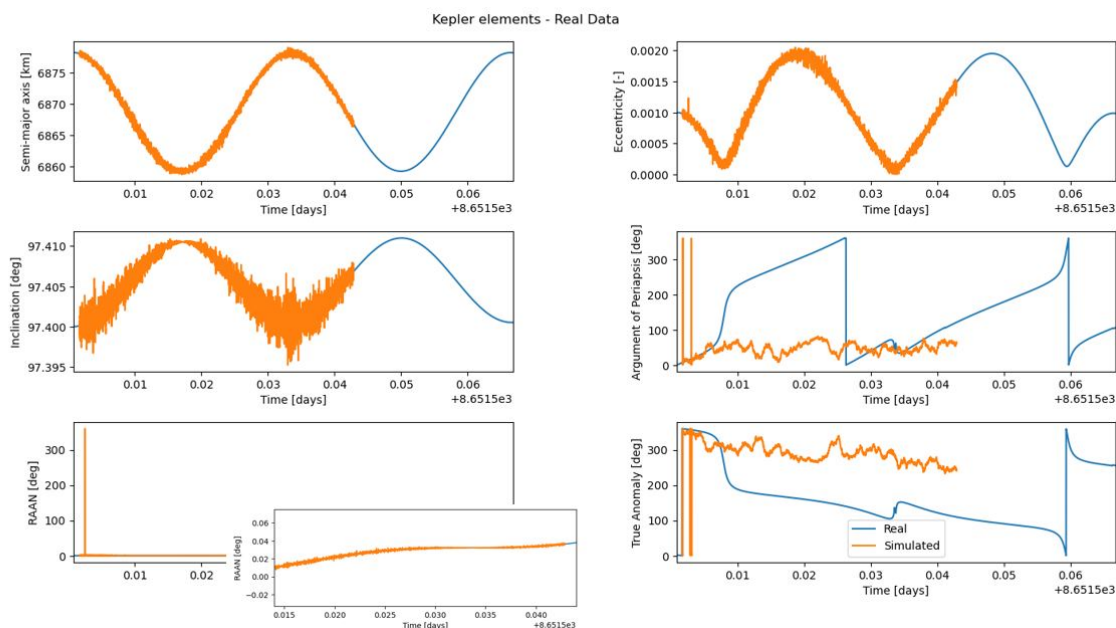 Kepler elements - Real Data
Semi-major axis [km]
6875
6870
6865
6860
0.01 0.02 0.03 0.04 0.05 0.06
Time [days]
+8.6515e3
Eccentricity [-]
0.0020
0.0015
0.0010
0.0005
0.0000
0.01 0.02 0.03 0.04 0.05 0.06
Time [days]
+8.6515e3
Inclination [deg]
97.410
97.405
97.400
97.395
0.01 0.02 0.03 0.04 0.05 0.06
Time [days]
+8.6515e3
Argument of Periapsis [deg]
300
200
100
0
0.01 0.02 0.03 0.04 0.05 0.06
Time [days]
+8.6515e3
RAAN [deg]
300
200
100
0
0.01 0.02
RAAN [deg]
0.06
0.04
0.02
0.00
−0.02
0.015 0.020 0.025 0.030 0.035 0.040
Time [days]
+8.6515e3
True Anomaly [deg]
300
200
100
0
Real
Simulated
0.01 0.02 0.03 0.04 0.05 0.06
Time [days]
+8.6515e3